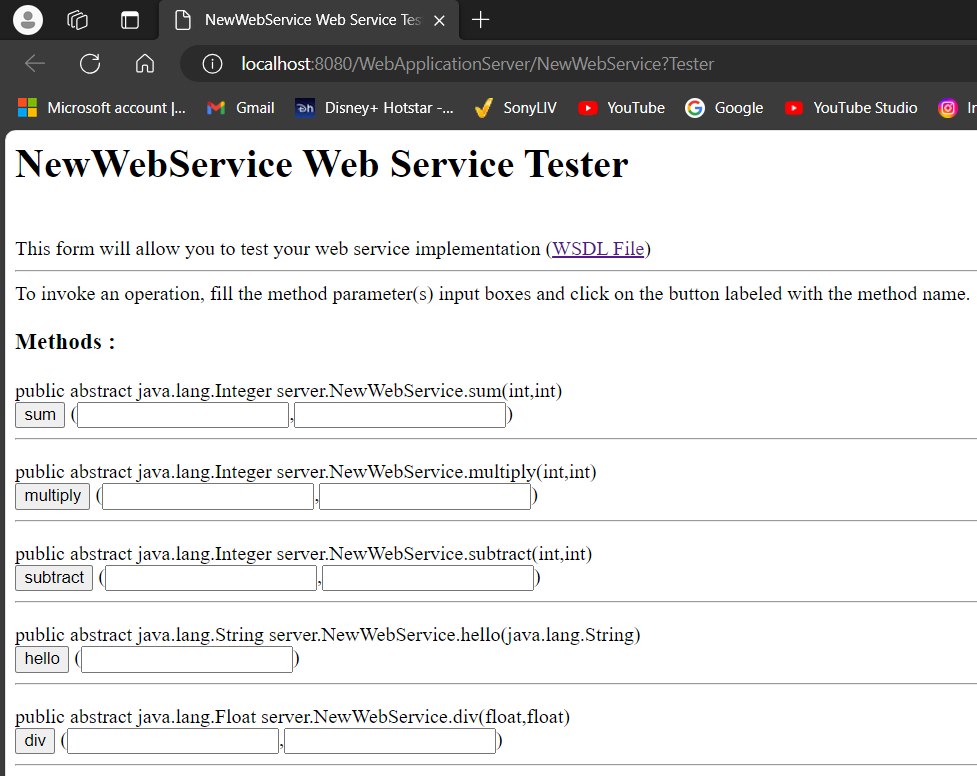 NewWebService Web Service Tes
localhost:8080/WebApplicationServer/NewWebService?Tester
Microsoft account |... Gmail Disney+ Hotstar -... SonyLIV YouTube Google YouTube Studio
NewWebService Web Service Tester
This form will allow you to test your web service implementation (WSDL File)
To invoke an operation, fill the method parameter(s) input boxes and click on the button labeled with the method name.
Methods :
public abstract java.lang.Integer server.NewWebService.sum(int,int)
sum ( , )
public abstract java.lang.Integer server.NewWebService.multiply(int,int)
multiply ( , )
public abstract java.lang.Integer server.NewWebService.subtract(int,int)
subtract ( , )
public abstract java.lang.String server.NewWebService.hello(java.lang.String)
hello ( )
public abstract java.lang.Float server.NewWebService.div(float,float)
div ( , )